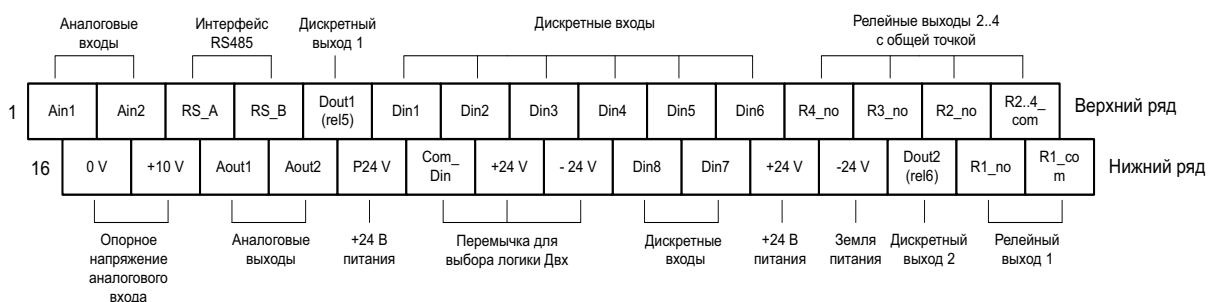 Аналоговые
входы
Интерфейс
RS485
Дискретный
выход 1
Дискретные входы
Релейные выходы 2..4
с общей точкой
1
Ain1
Ain2
RS_A
RS_B
Dout1
(rel5)
Din1
Din2
Din3
Din4
Din5
Din6
R4_no
R3_no
R2_no
R2..4_
com
Верхний ряд
16
0 V
+10 V
Aout1
Aout2
P24 V
Com_
Din
+24 V
- 24 V
Din8
Din7
+24 V
-24 V
Dout2
(rel6)
R1_no
R1_co
m
Нижний ряд
Опорное
напряжение
аналогового
входа
Аналоговые
выходы
+24 В
питания
Перемычка для
выбора логики Двх
Дискретные
входы
+24 В
питания
Земля
питания
Дискретный
выход 2
Релейный
выход 1